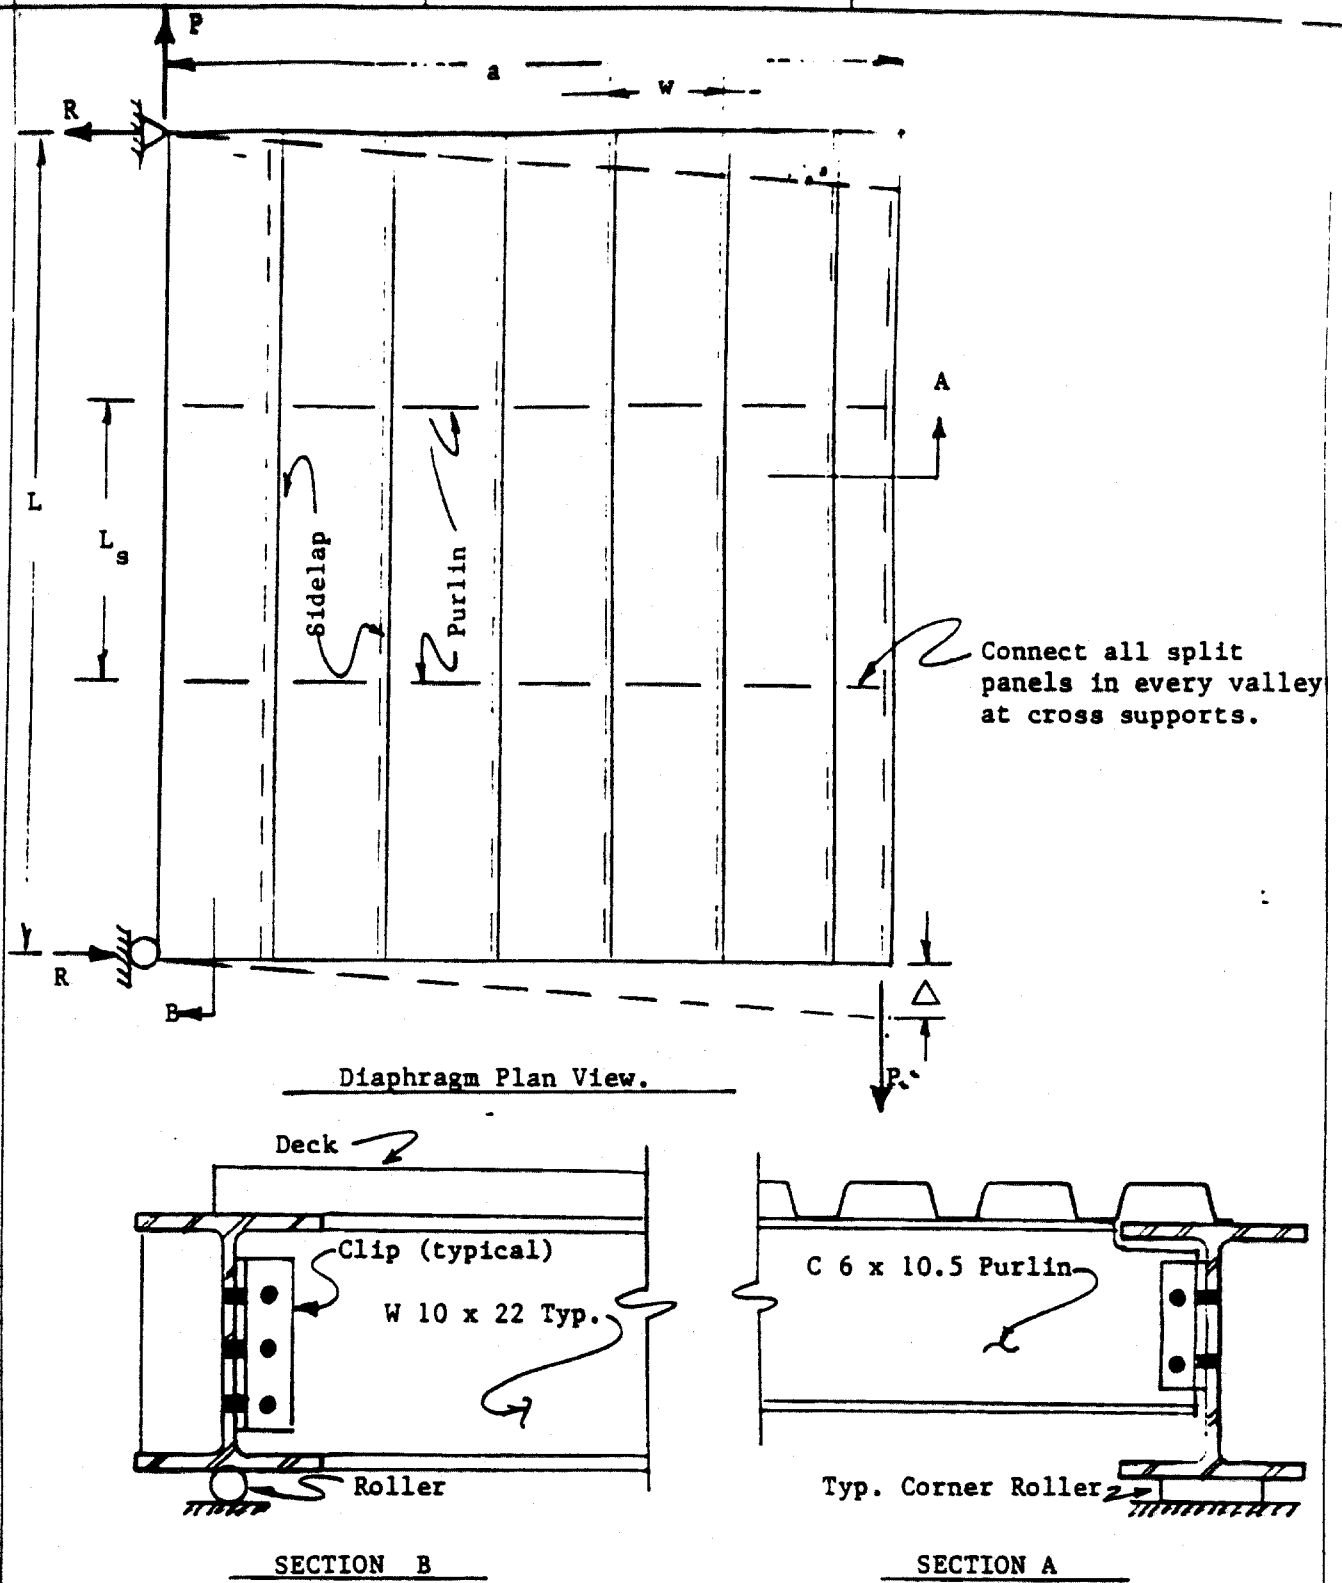 P
a
w
R
A
L
L s
Sidelap
Purlin
Connect all split
panels in every valley
at cross supports.
R
B
△
Diaphragm Plan View.
P
Deck
Clip (typical)
W 10 x 22 Typ.
C 6 x 10.5 Purlin
Roller
Typ. Corner Roller
SECTION B
SECTION A